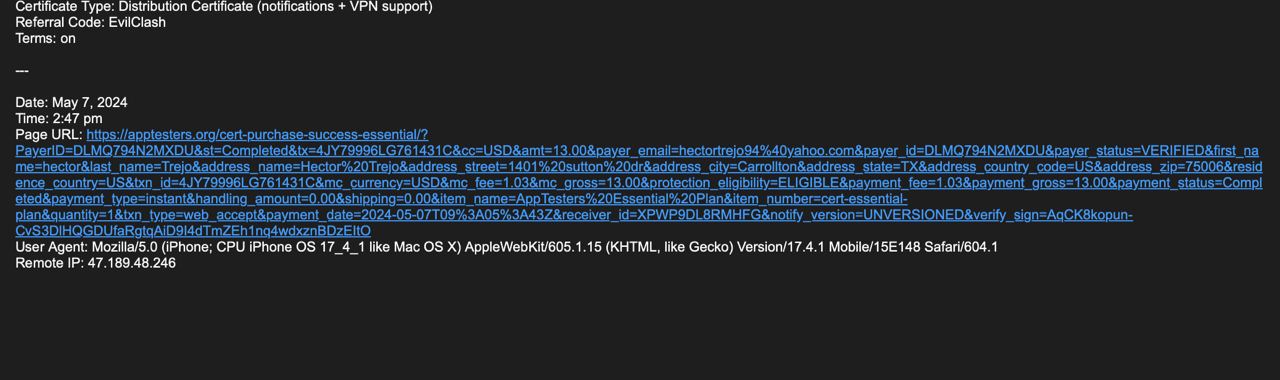 Certificate Type: Distribution Certificate (notifications + VPN support)
Referral Code: EvilClash
Terms: on
---
Date: May 7, 2024
Time: 2:47 pm
Page URL: https://apptesters.org/cert-purchase-success-essential/?
PayerID=DLMQ794N2MXDU&st=Completed&tx=4JY79996LG761431C&cc=USD&amt=13.00&payer_email=hectortrejo94%40yahoo.com&payer_id=DLMQ794N2MXDU&payer_status=VERIFIED&first_na
me=hector&last_name=Trejo&address_name=Hector%20Trejo&address_street=1401%20sutton%20dr&address_city=Carrollton&address_state=TX&address_country_code=US&address_zip=75006&resid
ence_country=US&txn_id=4JY79996LG761431C&mc_currency=USD&mc_fee=1.03&mc_gross=13.00&protection_eligibility=ELIGIBLE&payment_fee=1.03&payment_gross=13.00&payment_status=Compl
eted&payment_type=instant&handling_amount=0.00&shipping=0.00&item_name=AppTesters%20Essential%20Plan&item_number=cert-essential-
plan&quantity=1&txn_type=web_accept&payment_date=2024-05-07T09%3A05%3A43Z&receiver_id=XPWP9DL8RMHFG&notify_version=UNVERSIONED&verify_sign=AqCK8kopun-
CvS3DlHQGDUfaRgtqAiD9I4dTmZEh1nq4wdxznBDzEItO
User Agent: Mozilla/5.0 (iPhone; CPU iPhone OS 17_4_1 like Mac OS X) AppleWebKit/605.1.15 (KHTML, like Gecko) Version/17.4.1 Mobile/15E148 Safari/604.1
Remote IP: 47.189.48.246